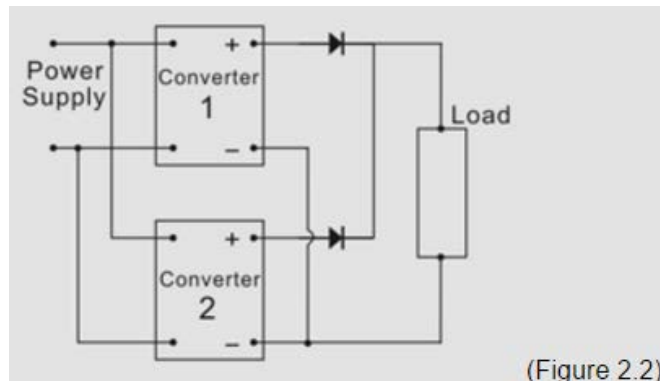 Power
Supply
+
Converter
1
−
Load
+
Converter
2
−
(Figure 2.2)